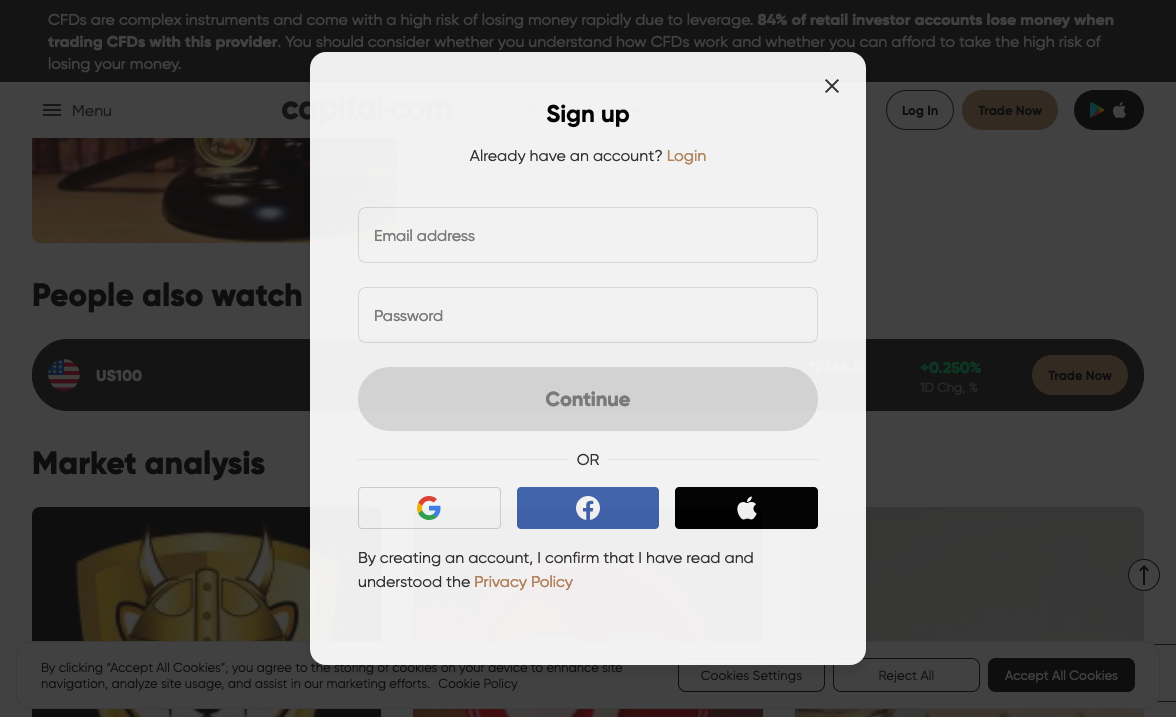 CFDs are complex instruments and come with a high risk of losing money rapidly due to leverage. 84% of retail investor accounts lose money when
trading CFDs with this provider. You should consider whether you understand how CFDs work and whether you can afford to take the high risk of
losing your money.
Menu
capital.com
Log In
Trade Now
Sign up
Already have an account? Login
Email address
Password
Continue
OR
By creating an account, I confirm that I have read and
understood the Privacy Policy
People also watch
US100
+0.250%
1D Chg, %
Trade Now
Market analysis
By clicking “Accept All Cookies”, you agree to the storing of cookies on your device to enhance site
navigation, analyze site usage, and assist in our marketing efforts. Cookie Policy
Cookies Settings
Reject All
Accept All Cookies